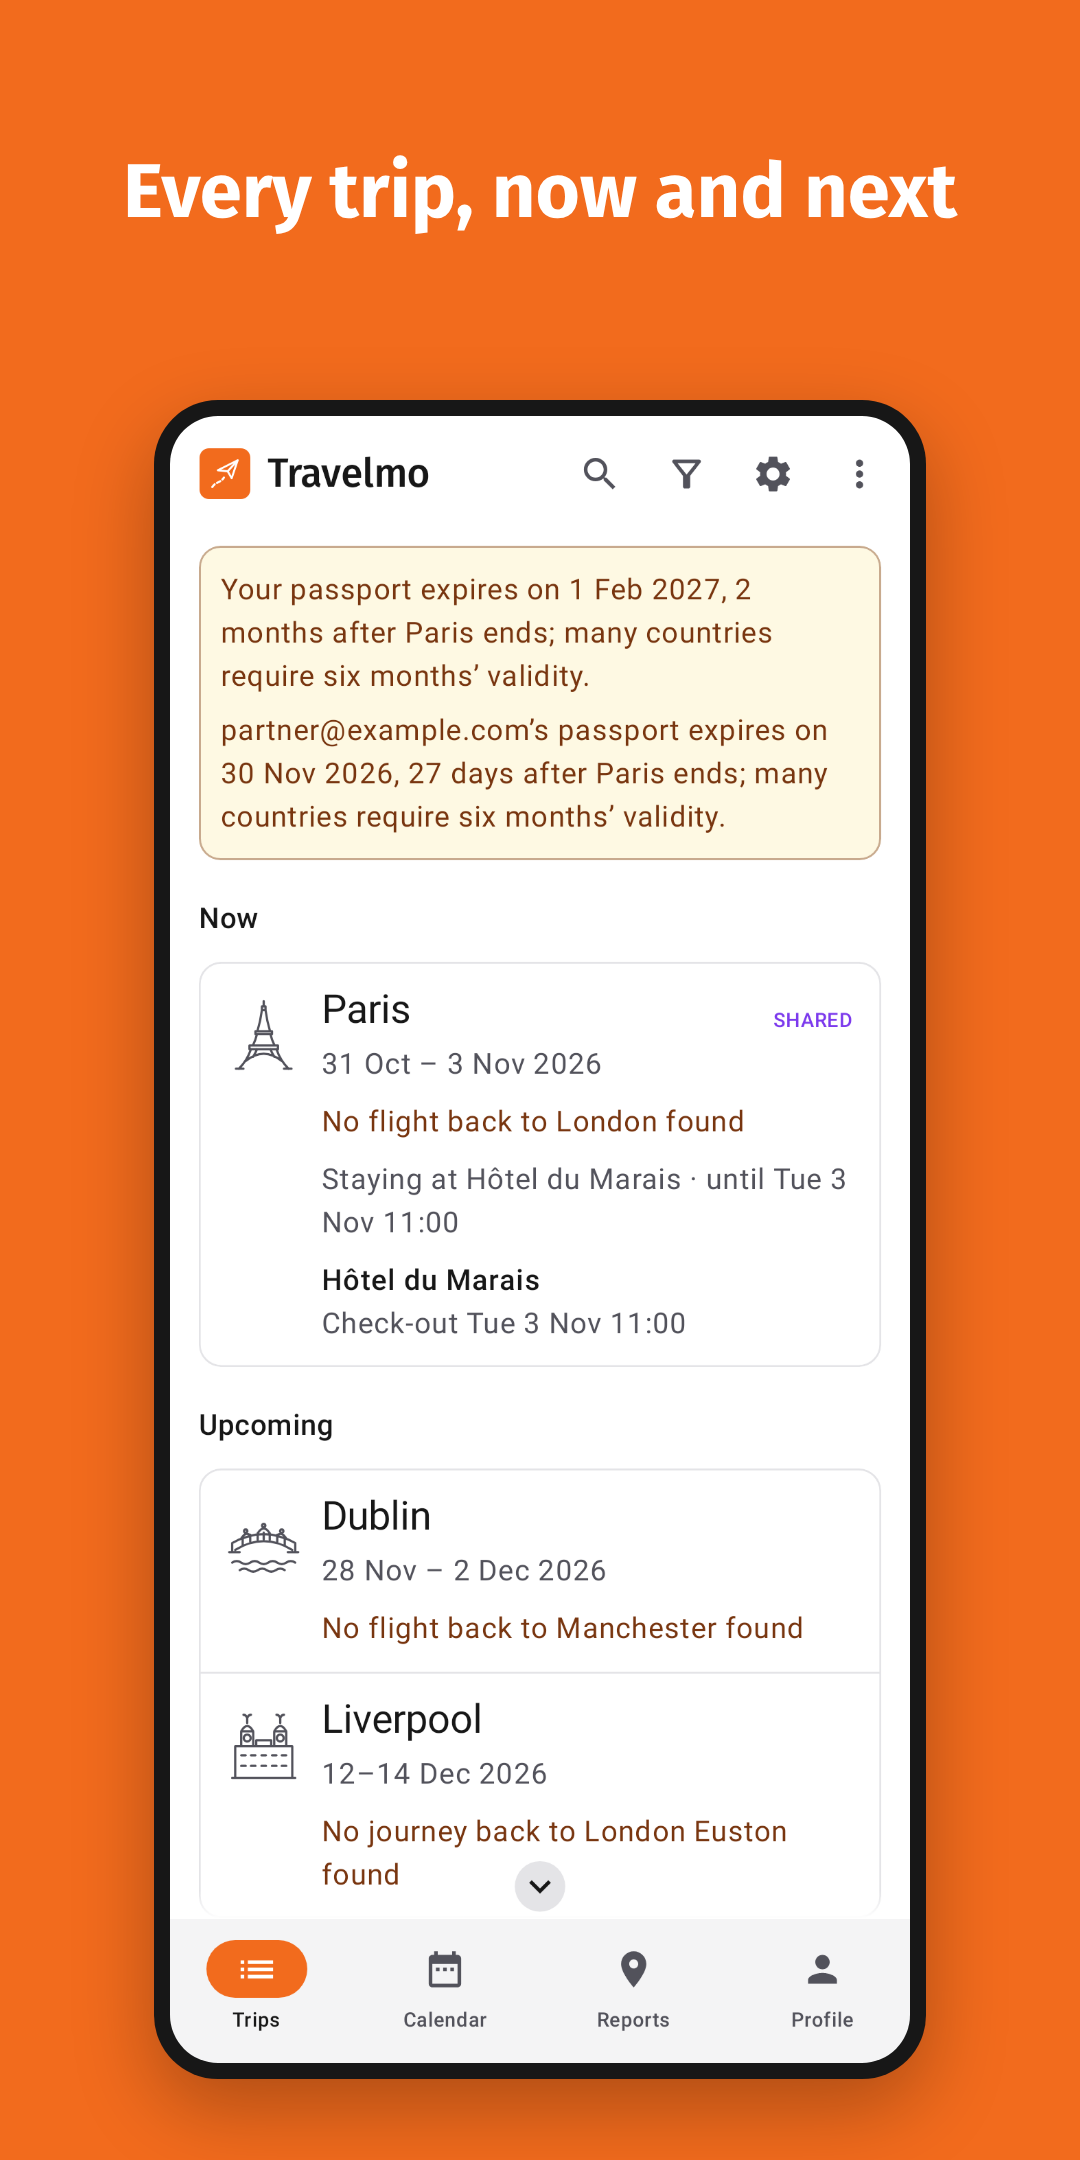 Every trip, now and next
Travelmo
Your passport expires on 1 Feb 2027, 2
months after Paris ends; many countries
require six months’ validity.
partner@example.com’s passport expires on
30 Nov 2026, 27 days after Paris ends; many
countries require six months’ validity.
Now
Paris
SHARED
31 Oct – 3 Nov 2026
No flight back to London found
Staying at Hôtel du Marais · until Tue 3
Nov 11:00
Hôtel du Marais
Check-out Tue 3 Nov 11:00
Upcoming
Dublin
28 Nov – 2 Dec 2026
No flight back to Manchester found
Liverpool
12–14 Dec 2026
No journey back to London Euston
found
Trips
Calendar
Reports
Profile